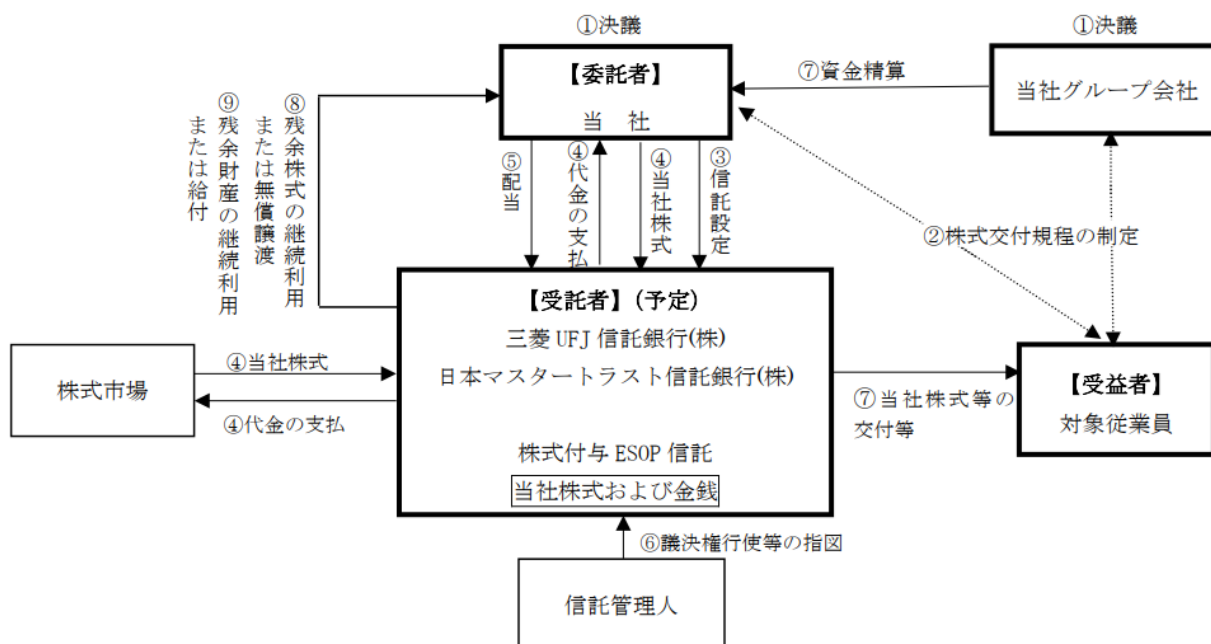 ①決議
①決議
【委託者】
当　社
⑦資金精算
当社グループ会社
⑨残余財産の継続利用
または給付
⑧残余株式の継続利用
または無償譲渡
⑤配当
④代金の支払
④当社株式
③信託設定
②株式交付規程の制定
【受託者】(予定)
三菱 UFJ 信託銀行(株)
日本マスタートラスト信託銀行(株)
株式付与 ESOP 信託
当社株式および金銭
株式市場
④当社株式
④代金の支払
⑦当社株式等の
交付等
【受益者】
対象従業員
⑥議決権行使等の指図
信託管理人